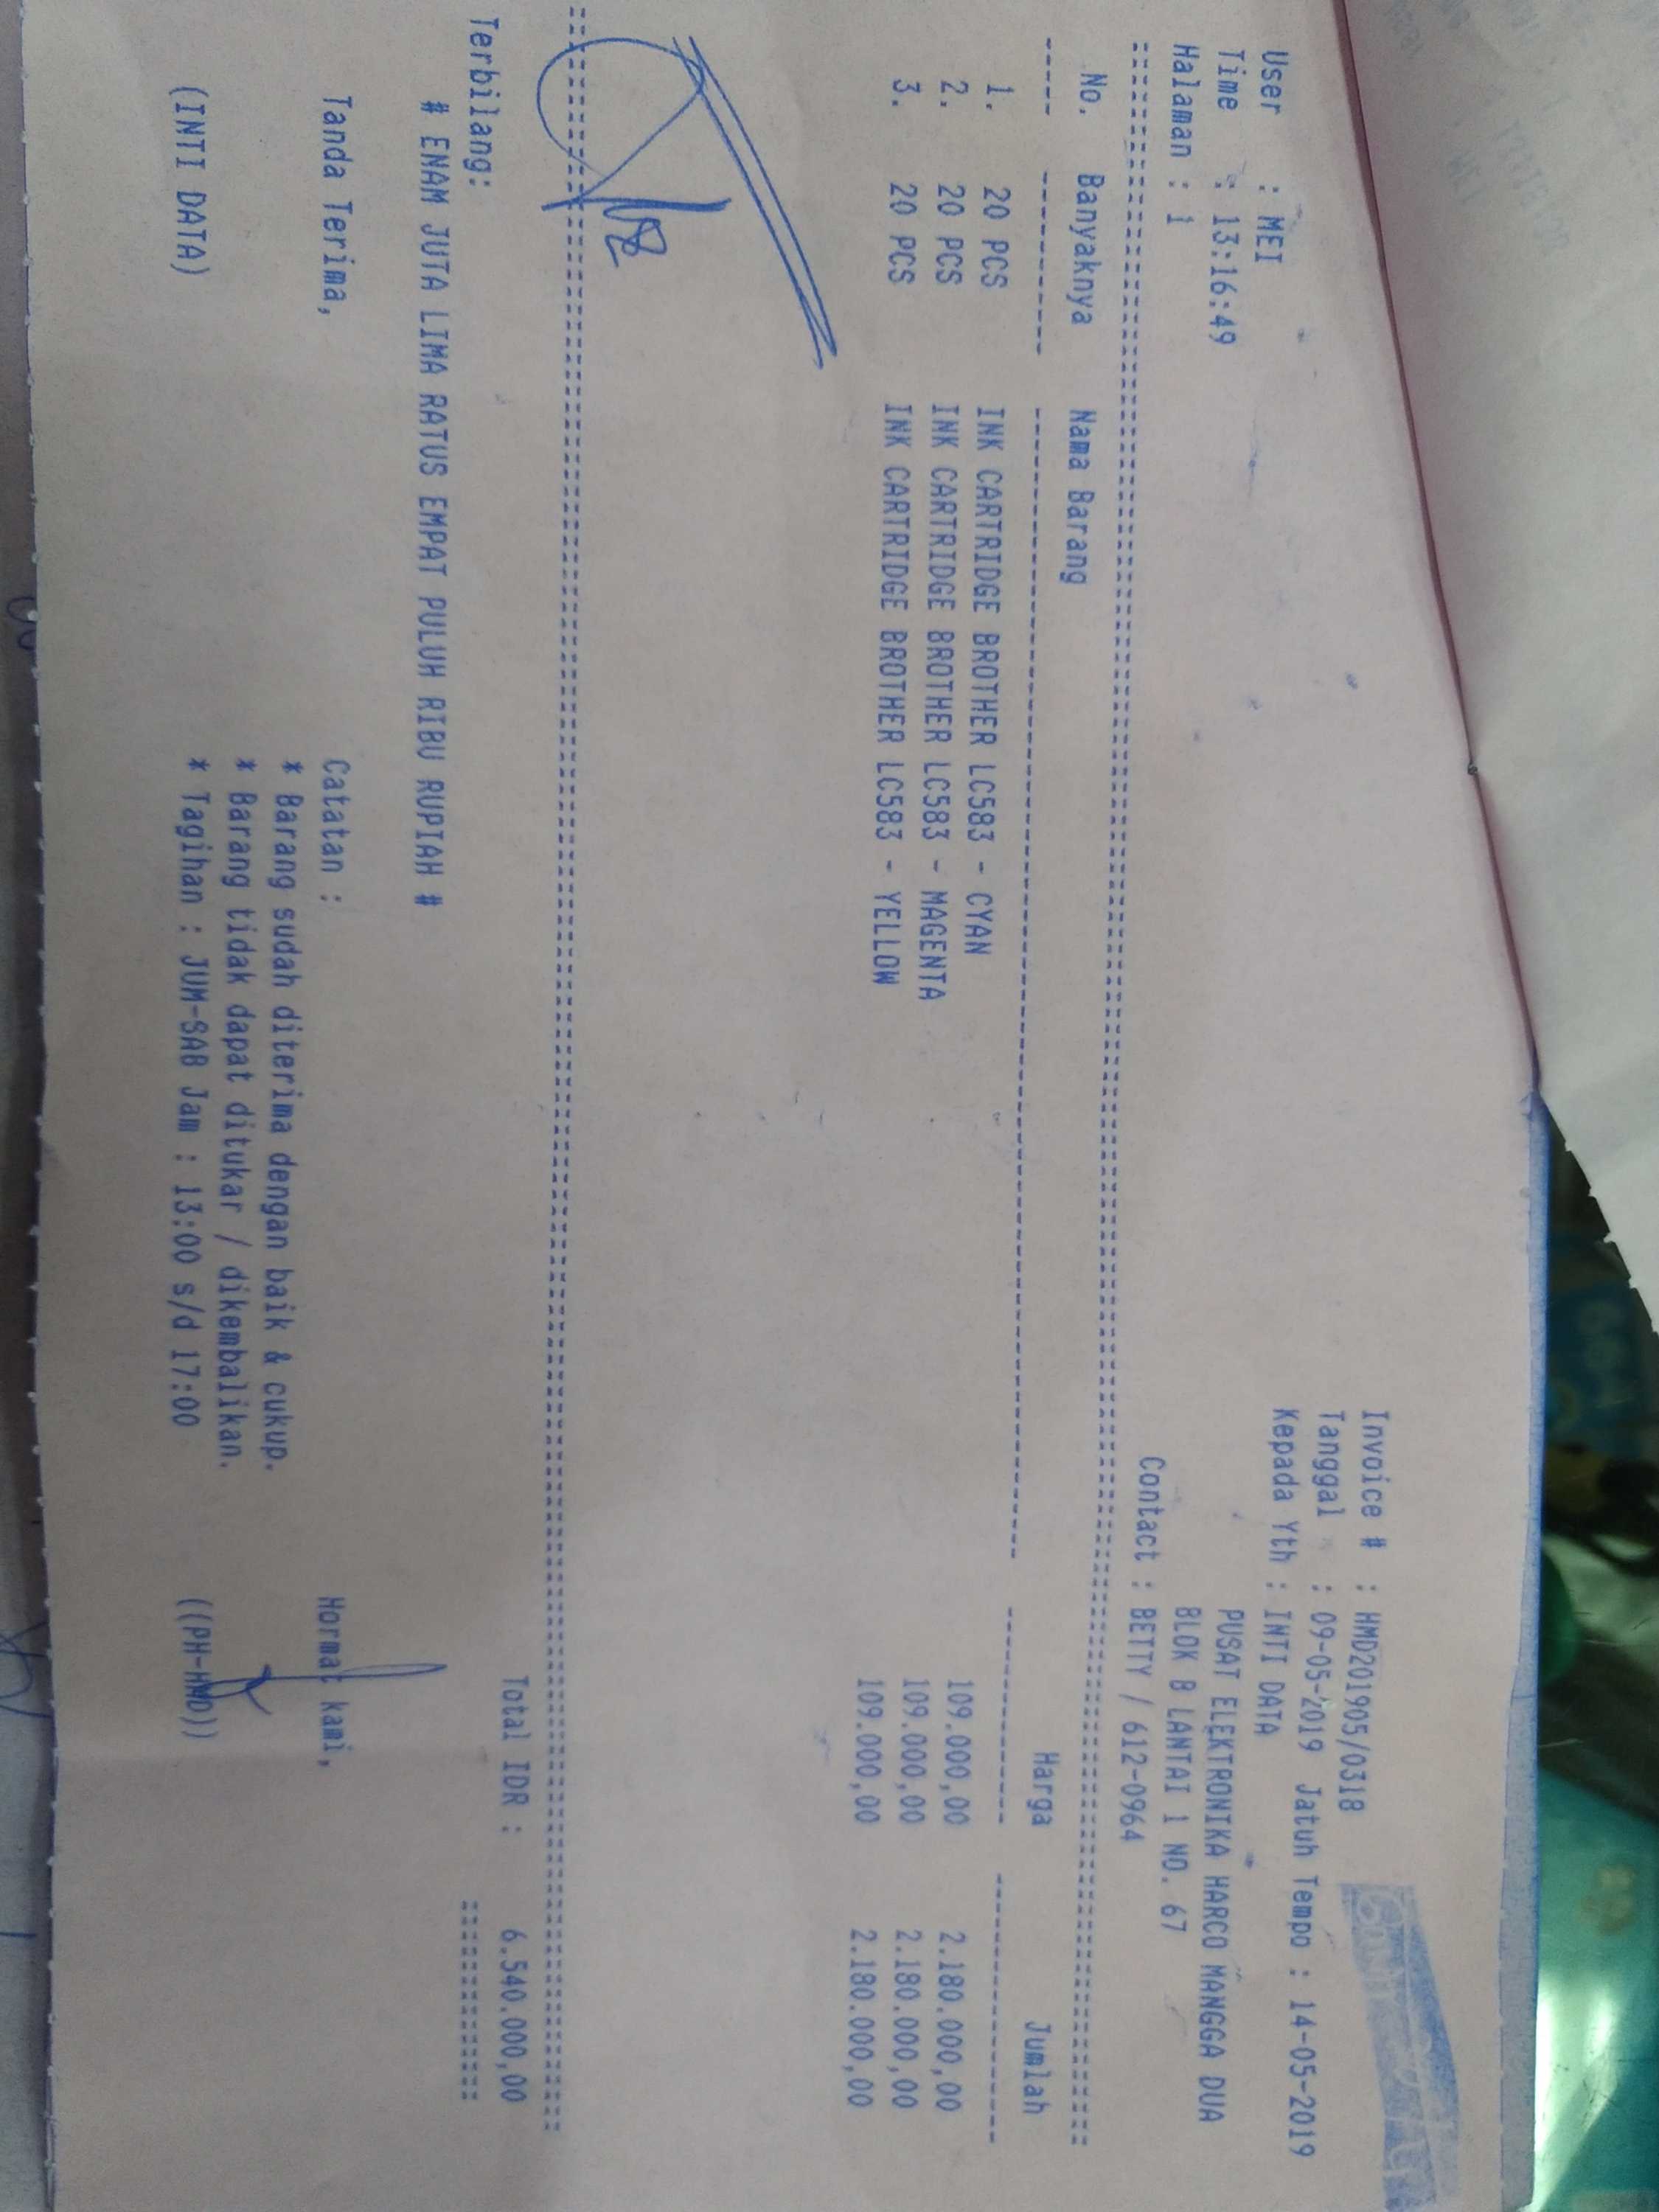 Invoice # : HMD201905/0318
Tanggal : 09-05-2019 Jatuh Tempo : 14-05-2019
User : MEI Kepada Yth : INTI DATA
Time : 13:16:49 PUSAT ELEKTRONIKA HARCO MANGGA DUA
Halaman : 1 BLOK B LANTAI 1 NO. 67
Contact : BETTY / 612-0964
No. Banyaknya Nama Barang Harga Jumlah
1. 20 PCS INK CARTRIDGE BROTHER LC583 - CYAN 109.000,00 2.180.000,00
2. 20 PCS INK CARTRIDGE BROTHER LC583 - MAGENTA 109.000,00 2.180.000,00
3. 20 PCS INK CARTRIDGE BROTHER LC583 - YELLOW 109.000,00 2.180.000,00
Terbilang: Total IDR : 6.540.000,00
# ENAM JUTA LIMA RATUS EMPAT PULUH RIBU RUPIAH #
Tanda Terima, Catatan : Hormat kami,
* Barang sudah diterima dengan baik & cukup.
* Barang tidak dapat ditukar / dikembalikan.
(INTI DATA) * Tagihan : JUM-SAB Jam : 13:00 s/d 17:00 ((PH-HMD))